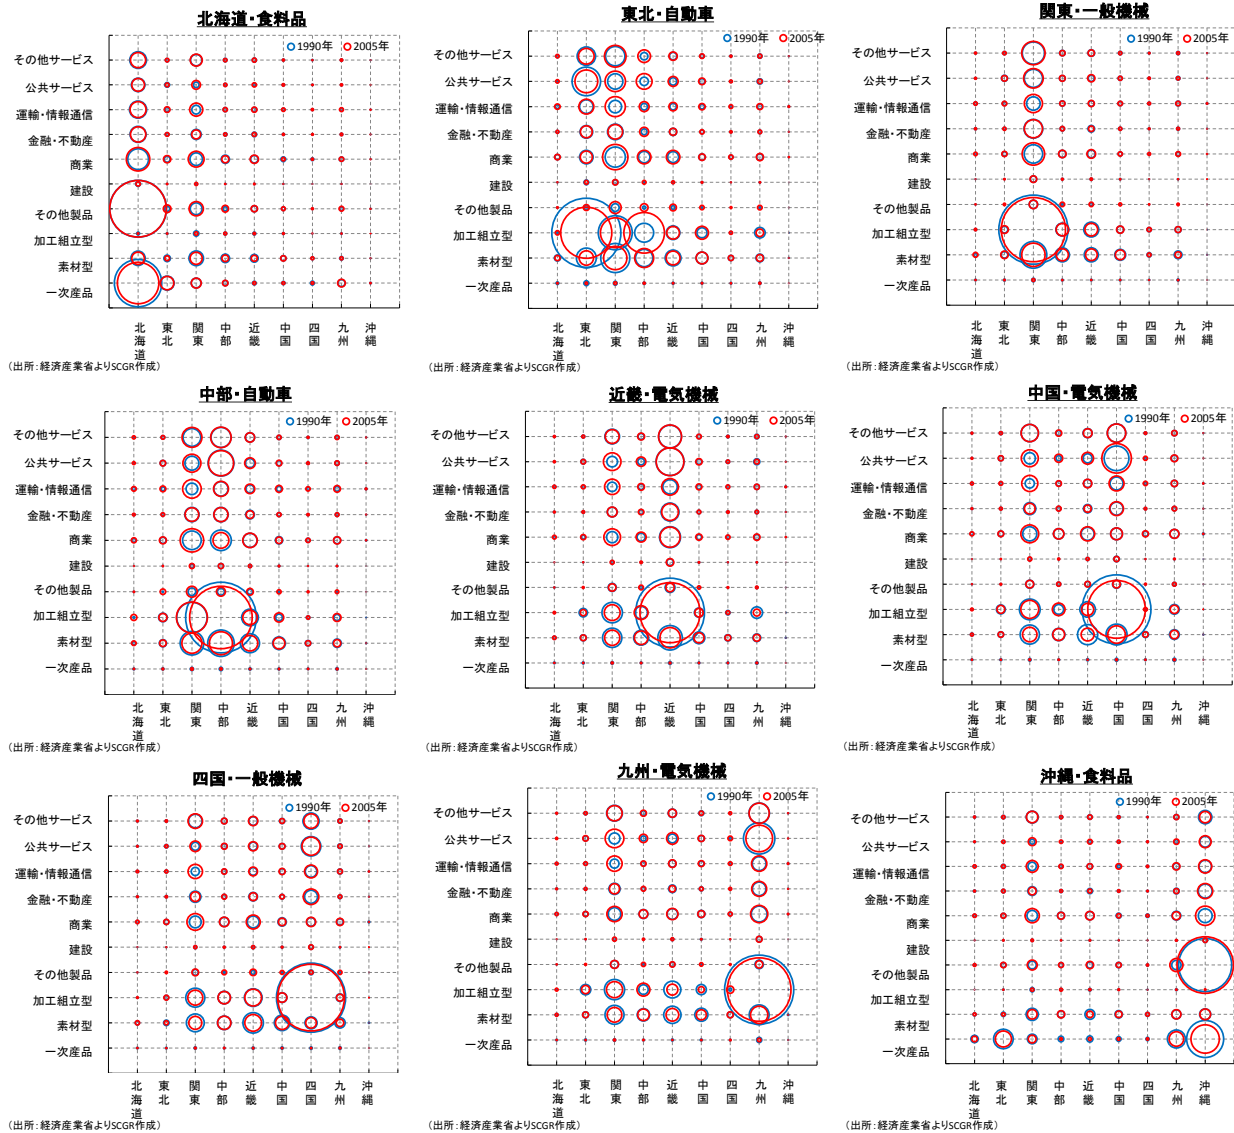 北海道・食料品
1990年 2005年
その他サービス
公共サービス
運輸・情報通信
金融・不動産
商業
建設
その他製品
加工組立型
素材型
一次産品
北海道 東北 関東 中部 近畿 中国 四国 九州 沖縄
(出所:経済産業省よりSCGR作成)
東北・自動車
1990年 2005年
その他サービス
公共サービス
運輸・情報通信
金融・不動産
商業
建設
その他製品
加工組立型
素材型
一次産品
北海道 東北 関東 中部 近畿 中国 四国 九州 沖縄
(出所:経済産業省よりSCGR作成)
関東・一般機械
1990年 2005年
その他サービス
公共サービス
運輸・情報通信
金融・不動産
商業
建設
その他製品
加工組立型
素材型
一次産品
北海道 東北 関東 中部 近畿 中国 四国 九州 沖縄
(出所:経済産業省よりSCGR作成)
中部・自動車
1990年 2005年
その他サービス
公共サービス
運輸・情報通信
金融・不動産
商業
建設
その他製品
加工組立型
素材型
一次産品
北海道 東北 関東 中部 近畿 中国 四国 九州 沖縄
(出所:経済産業省よりSCGR作成)
近畿・電気機械
1990年 2005年
その他サービス
公共サービス
運輸・情報通信
金融・不動産
商業
建設
その他製品
加工組立型
素材型
一次産品
北海道 東北 関東 中部 近畿 中国 四国 九州 沖縄
(出所:経済産業省よりSCGR作成)
中国・電気機械
1990年 2005年
その他サービス
公共サービス
運輸・情報通信
金融・不動産
商業
建設
その他製品
加工組立型
素材型
一次産品
北海道 東北 関東 中部 近畿 中国 四国 九州 沖縄
(出所:経済産業省よりSCGR作成)
四国・一般機械
1990年 2005年
その他サービス
公共サービス
運輸・情報通信
金融・不動産
商業
建設
その他製品
加工組立型
素材型
一次産品
北海道 東北 関東 中部 近畿 中国 四国 九州 沖縄
(出所:経済産業省よりSCGR作成)
九州・電気機械
1990年 2005年
その他サービス
公共サービス
運輸・情報通信
金融・不動産
商業
建設
その他製品
加工組立型
素材型
一次産品
北海道 東北 関東 中部 近畿 中国 四国 九州 沖縄
(出所:経済産業省よりSCGR作成)
沖縄・食料品
1990年 2005年
その他サービス
公共サービス
運輸・情報通信
金融・不動産
商業
建設
その他製品
加工組立型
素材型
一次産品
北海道 東北 関東 中部 近畿 中国 四国 九州 沖縄
(出所:経済産業省よりSCGR作成)